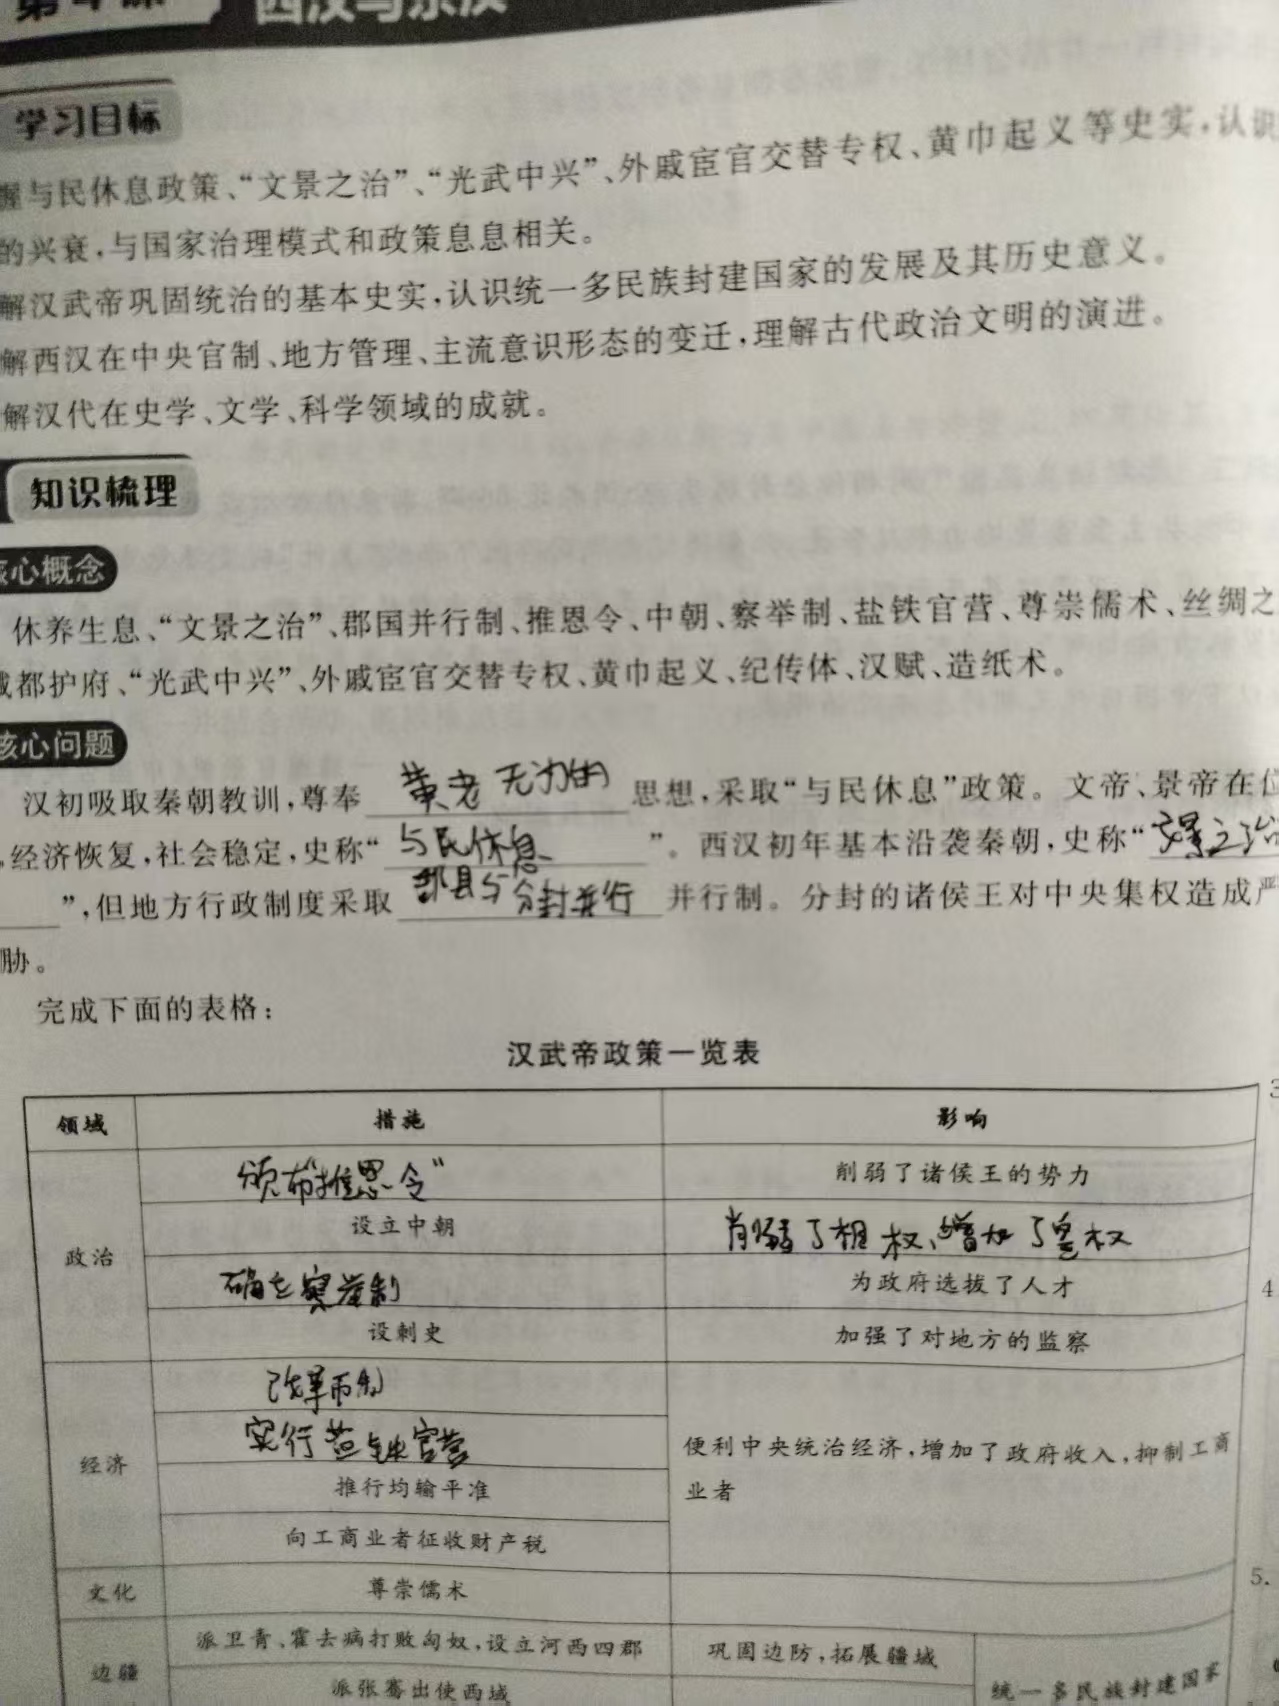 学习目标
握与民休息政策、“文景之治”、“光武中兴”、外戚宦官交替专权、黄巾起义等史实,认识
的兴衰,与国家治理模式和政策息息相关。
解汉武帝巩固统治的基本史实,认识统一多民族封建国家的发展及其历史意义。
解西汉在中央官制、地方管理、主流意识形态的变迁,理解古代政治文明的演进。
解汉代在史学、文学、科学领域的成就。
知识梳理
核心概念
休养生息、“文景之治”、郡国并行制、推恩令、中朝、察举制、盐铁官营、尊崇儒术、丝绸之
域都护府、“光武中兴”、外戚宦官交替专权、黄巾起义、纪传体、汉赋、造纸术。
核心问题
汉初吸取秦朝教训,尊奉 黄老无为的 思想,采取“与民休息”政策。文帝、景帝在位
,经济恢复,社会稳定,史称“ 与民休息 ”。西汉初年基本沿袭秦朝,史称“ 文景之治
”,但地方行政制度采取 郡县与分封并行 并行制。分封的诸侯王对中央集权造成严
胁。
完成下面的表格:
汉武帝政策一览表
领域 措施 影响
政治
颁布“推恩令” 削弱了诸侯王的势力
设立中朝 削弱了相权、增加了皇权
确立察举制 为政府选拔了人才
设刺史 加强了对地方的监察
经济
改革币制
实行盐铁官营
推行均输平准
向工商业者征收财产税
便利中央统治经济,增加了政府收入,抑制工商
业者
文化 尊崇儒术
边疆
派卫青、霍去病打败匈奴,设立河西四郡 巩固边防,拓展疆域
派张骞出使西域
统一多民族封建国家
4
5.